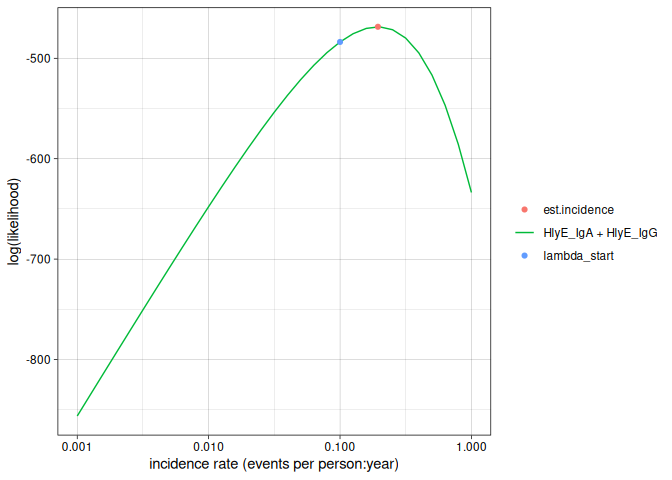 -500
-600
-700
-800
log(likelihood)
0.001
0.010
0.100
1.000
incidence rate (events per person:year)
est.incidence
HlyE_IgA + HlyE_IgG
lambda_start